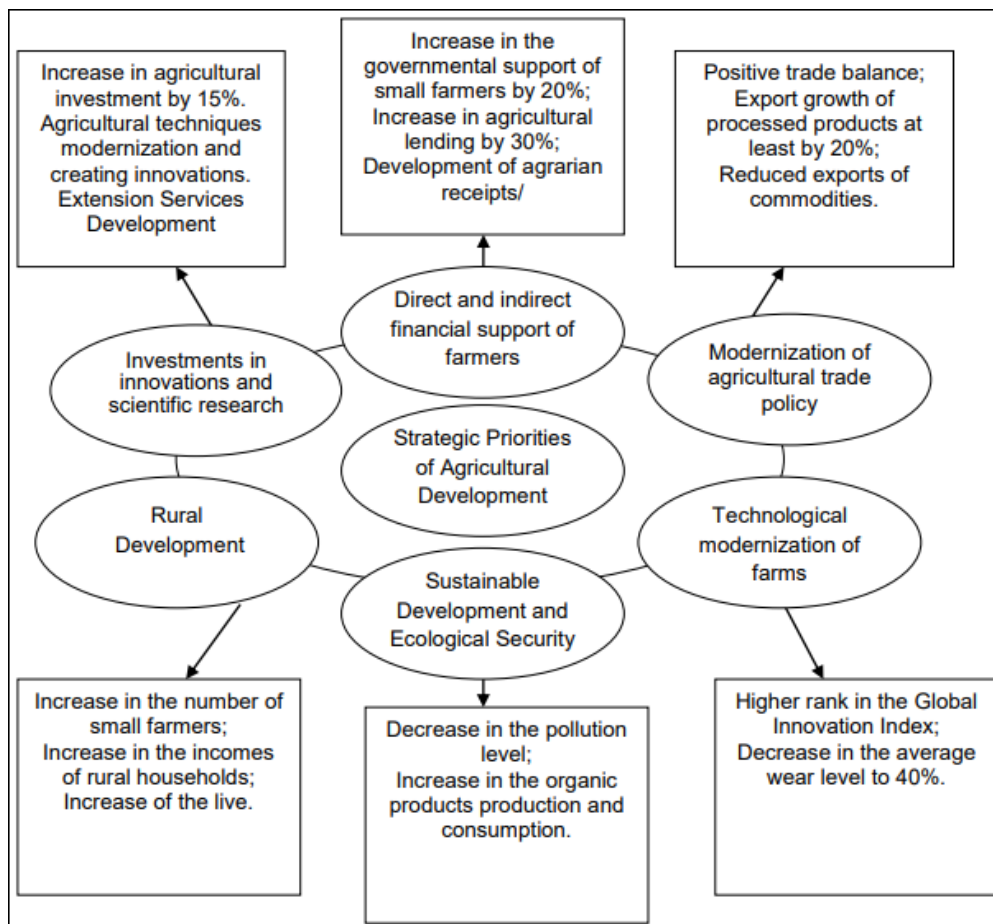 Increase in agricultural
investment by 15%.
Agricultural techniques
modernization and
creating innovations.
Extension Services
Development
Increase in the
governmental support of
small farmers by 20%;
Increase in agricultural
lending by 30%;
Development of agrarian
receipts/
Positive trade balance;
Export growth of
processed products at
least by 20%;
Reduced exports of
commodities.
Investments in
innovations and
scientific research
Direct and indirect
financial support of
farmers
Modernization of
agricultural trade
policy
Strategic Priorities
of Agricultural
Development
Rural
Development
Sustainable
Development and
Ecological Security
Technological
modernization of
farms
Increase in the number of
small farmers;
Increase in the incomes
of rural households;
Increase of the live.
Decrease in the pollution
level;
Increase in the organic
products production and
consumption.
Higher rank in the Global
Innovation Index;
Decrease in the average
wear level to 40%.